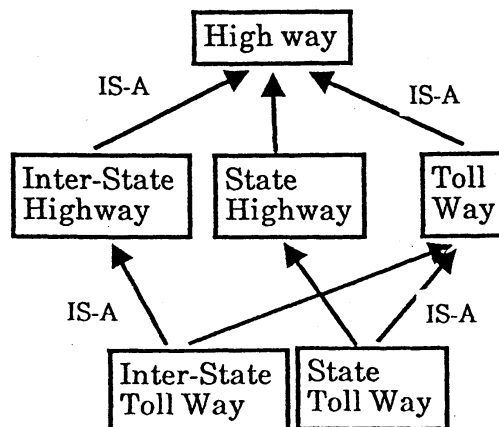 High way
IS-A
IS-A
Inter-State
Highway
State
Highway
Toll
Way
IS-A
IS-A
Inter-State
Toll Way
State
Toll Way